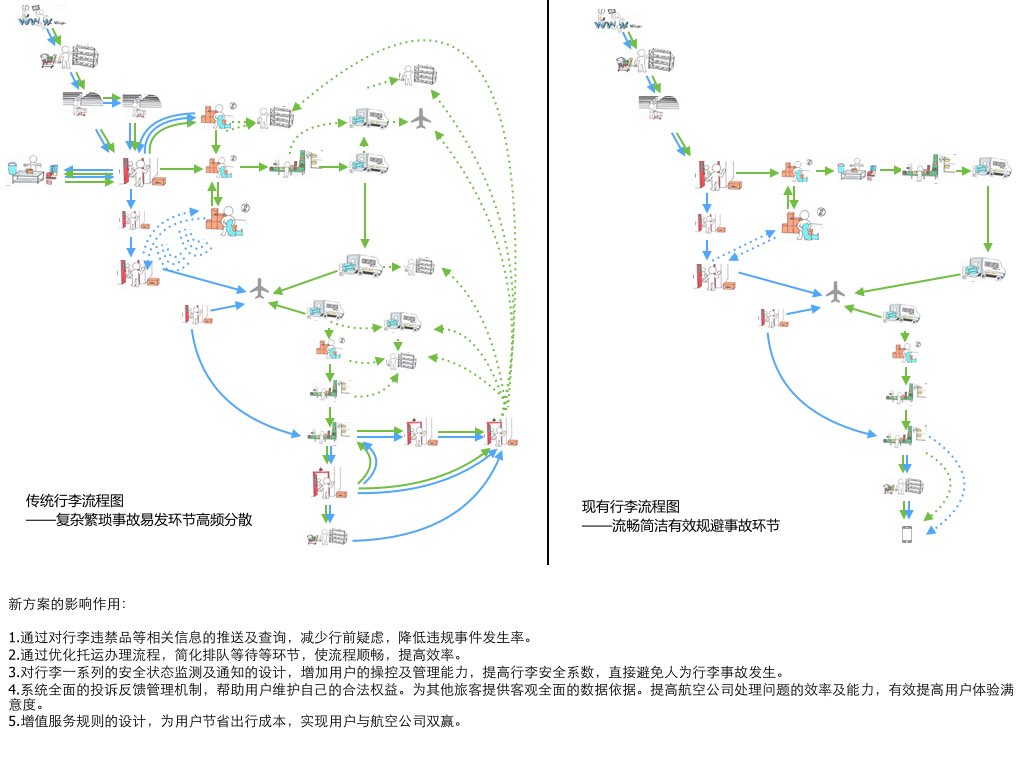 传统行李流程图
——复杂繁琐事故易发环节高频分散
现有行李流程图
——流畅简洁有效规避事故环节
新方案的影响作用：
1.通过对行李违禁品等相关信息的推送及查询，减少行前疑虑，降低违规事件发生率。
2.通过优化托运办理流程，简化排队等待等环节，使流程顺畅，提高效率。
3.对行李一系列的安全状态监测及通知的设计，增加用户的操控及管理能力，提高行李安全系数，直接避免人为行李事故发生。
4.系统全面的投诉反馈管理机制，帮助用户维护自己的合法权益。为其他旅客提供客观全面的数据依据。提高航空公司处理问题的效率及能力，有效提高用户体验满
意度。
5.增值服务规则的设计，为用户节省出行成本，实现用户与航空公司双赢。